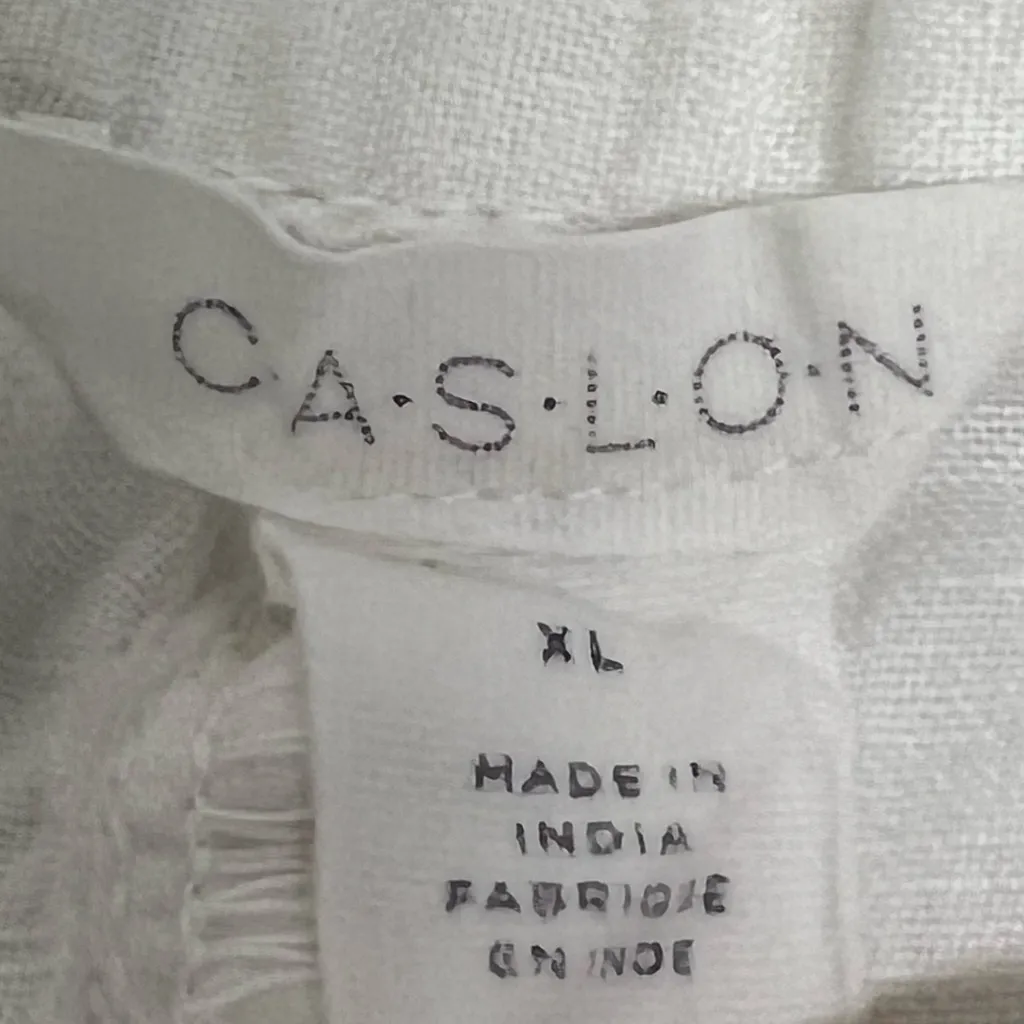 C·A·S·L·O·N
XL
MADE IN
INDIA
FABRIQUE
EN INDE